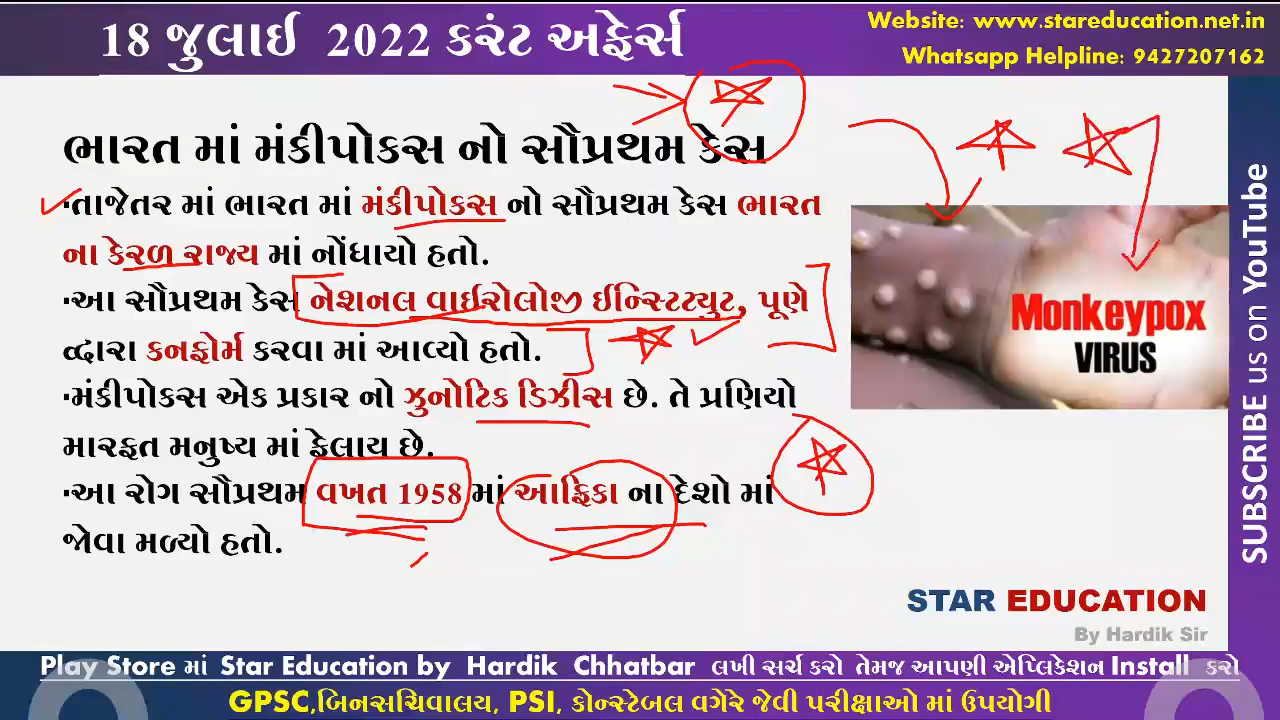 18 જુલાઈ 2022 કરંટ અફેર્સ
Website: www.stareducation.net.in
Whatsapp Helpline: 9427207162
ભારત માં મંકીપોકસ નો સૌપ્રથમ કેસ
·તાજેતર માં ભારત માં મંકીપોકસ નો સૌપ્રથમ કેસ ભારત
ના કેરળ રાજ્ય માં નોંધાયો હતો.
·આ સૌપ્રથમ કેસ નેશનલ વાઈરોલોજી ઈન્સ્ટિટ્યુટ, પૂણે
દ્વારા કનફોર્મ કરવા માં આવ્યો હતો.
·મંકીપોકસ એક પ્રકાર નો ઝુનોટિક ડિઝીસ છે. તે પ્રણિયો
મારફત મનુષ્ય માં ફેલાય છે.
·આ રોગ સૌપ્રથમ વખત 1958 માં આફ્રિકા ના દેશો માં
જોવા મળ્યો હતો.
Monkeypox
VIRUS
SUBSCRIBE us on YouTube
STAR EDUCATION
By Hardik Sir
Play Store માં Star Education by Hardik Chhatbar લખી સર્ચ કરો તેમજ આપણી એપ્લિકેશન Install કરો
GPSC,બિનસચિવાલય, PSI, કોન્સ્ટેબલ વગેરે જેવી પરીક્ષાઓ માં ઉપયોગી